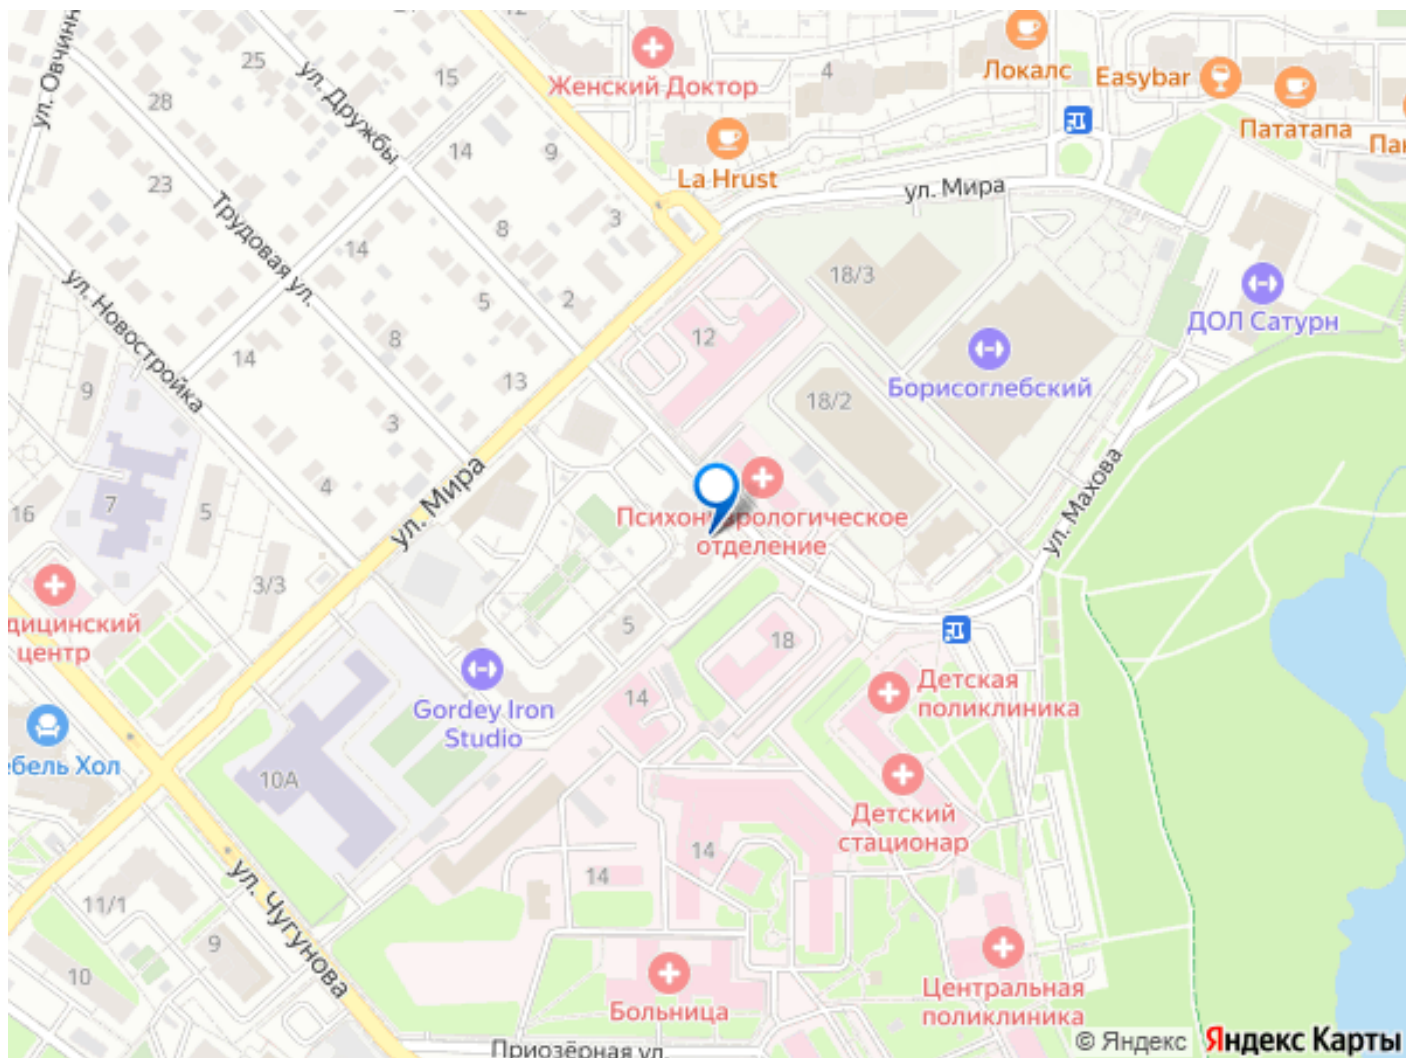 12
ул. Овчинн
25
ул. Дружбы
15
Женский Доктор
4
Локалс
Easybar
Пататапа
Пан
28
14
9
La Hrust
ул. Мира
23
Трудовая ул.
14
8
3
18/3
ДОЛ Сатурн
ул. Новостройка
5
2
12
Борисоглебский
14
8
13
18/2
9
3
4
ул. Мира
ул. Махова
16
7
5
Психоневрологическое
отделение
3/3
дицинский
центр
5
18
Gordey Iron
Studio
14
Детская
поликлиника
ебель Хол
10А
Детский
стационар
14
14
ул. Чугунова
11/1
9
10
Больница
Центральная
поликлиника
Приозёрная ул.
© Яндекс Яндекс Карты